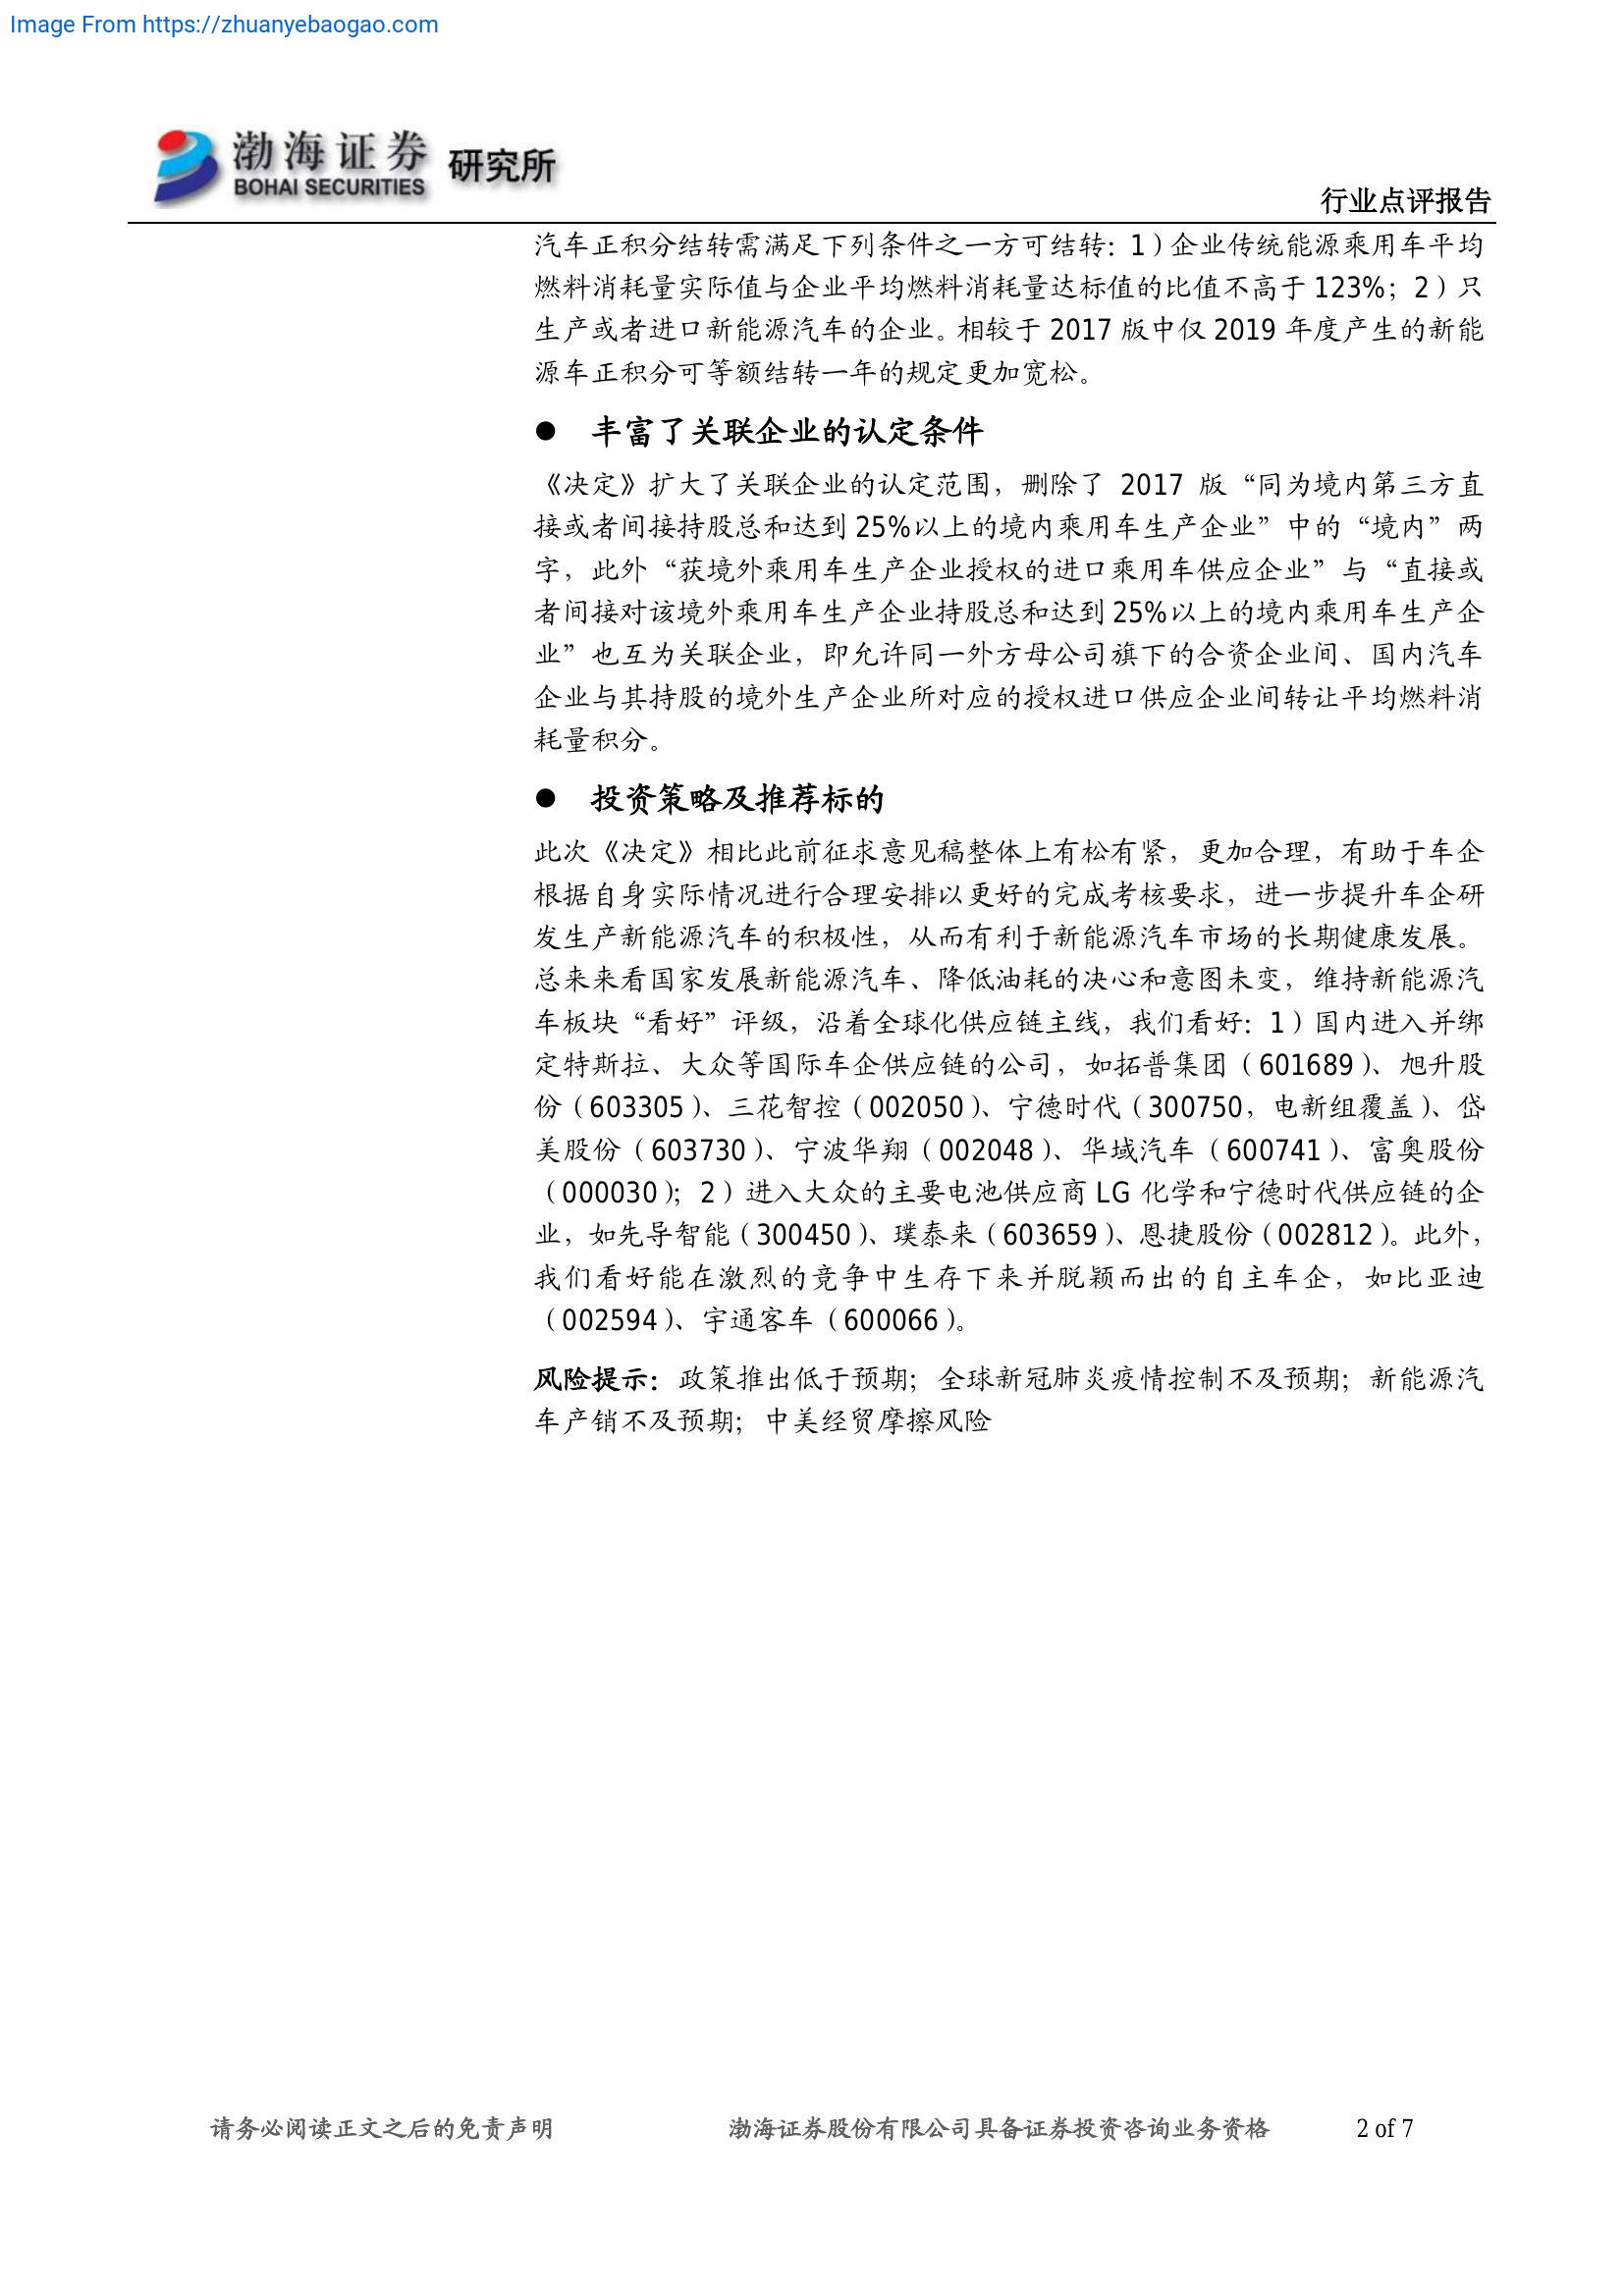 Image From https://zhuanyebaogao.com
渤海证券 研究所
BOHAI SECURITIES
行业点评报告
汽车正积分结转需满足下列条件之一方可结转：1）企业传统能源乘用车平均
燃料消耗量实际值与企业平均燃料消耗量达标值的比值不高于 123%；2）只
生产或者进口新能源汽车的企业。相较于 2017 版中仅 2019 年度产生的新能
源车正积分可等额结转一年的规定更加宽松。
● 丰富了关联企业的认定条件
《决定》扩大了关联企业的认定范围，删除了 2017 版“同为境内第三方直
接或者间接持股总和达到 25%以上的境内乘用车生产企业”中的“境内”两
字，此外“获境外乘用车生产企业授权的进口乘用车供应企业”与“直接或
者间接对该境外乘用车生产企业持股总和达到 25%以上的境内乘用车生产企
业”也互为关联企业，即允许同一外方母公司旗下的合资企业间、国内汽车
企业与其持股的境外生产企业所对应的授权进口供应企业间转让平均燃料消
耗量积分。
● 投资策略及推荐标的
此次《决定》相比此前征求意见稿整体上有松有紧，更加合理，有助于车企
根据自身实际情况进行合理安排以更好的完成考核要求，进一步提升车企研
发生产新能源汽车的积极性，从而有利于新能源汽车市场的长期健康发展。
总来来看国家发展新能源汽车、降低油耗的决心和意图未变，维持新能源汽
车板块“看好”评级，沿着全球化供应链主线，我们看好：1）国内进入并绑
定特斯拉、大众等国际车企供应链的公司，如拓普集团（601689）、旭升股
份（603305）、三花智控（002050）、宁德时代（300750，电新组覆盖）、岱
美股份（603730）、宁波华翔（002048）、华域汽车（600741）、富奥股份
（000030）；2）进入大众的主要电池供应商 LG 化学和宁德时代供应链的企
业，如先导智能（300450）、璞泰来（603659）、恩捷股份（002812）。此外，
我们看好能在激烈的竞争中生存下来并脱颖而出的自主车企，如比亚迪
（002594）、宇通客车（600066）。
风险提示：政策推出低于预期；全球新冠肺炎疫情控制不及预期；新能源汽
车产销不及预期；中美经贸摩擦风险
请务必阅读正文之后的免责声明 渤海证券股份有限公司具备证券投资咨询业务资格 2 of 7